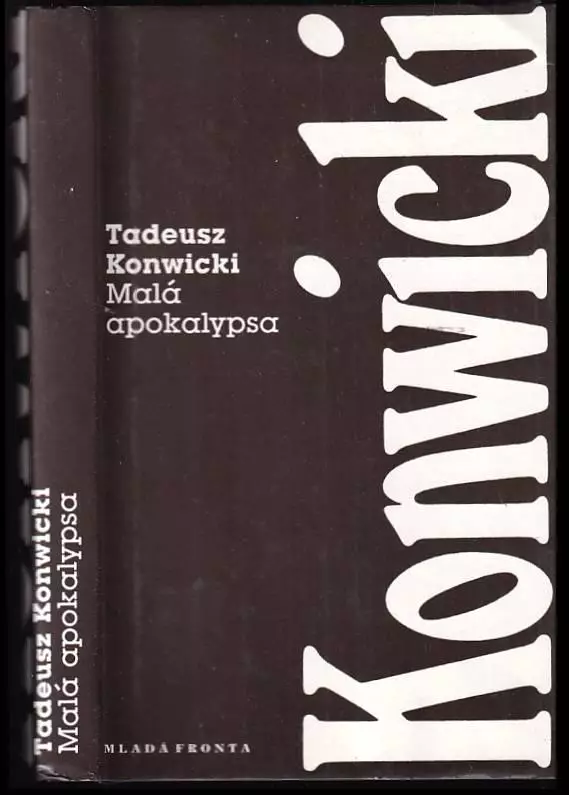 Tadeusz
Konwicki
Malá
apokalypsa
Konwicki
MLADÁ FRONTA
Tadeusz Konwicki
Malá apokalypsa